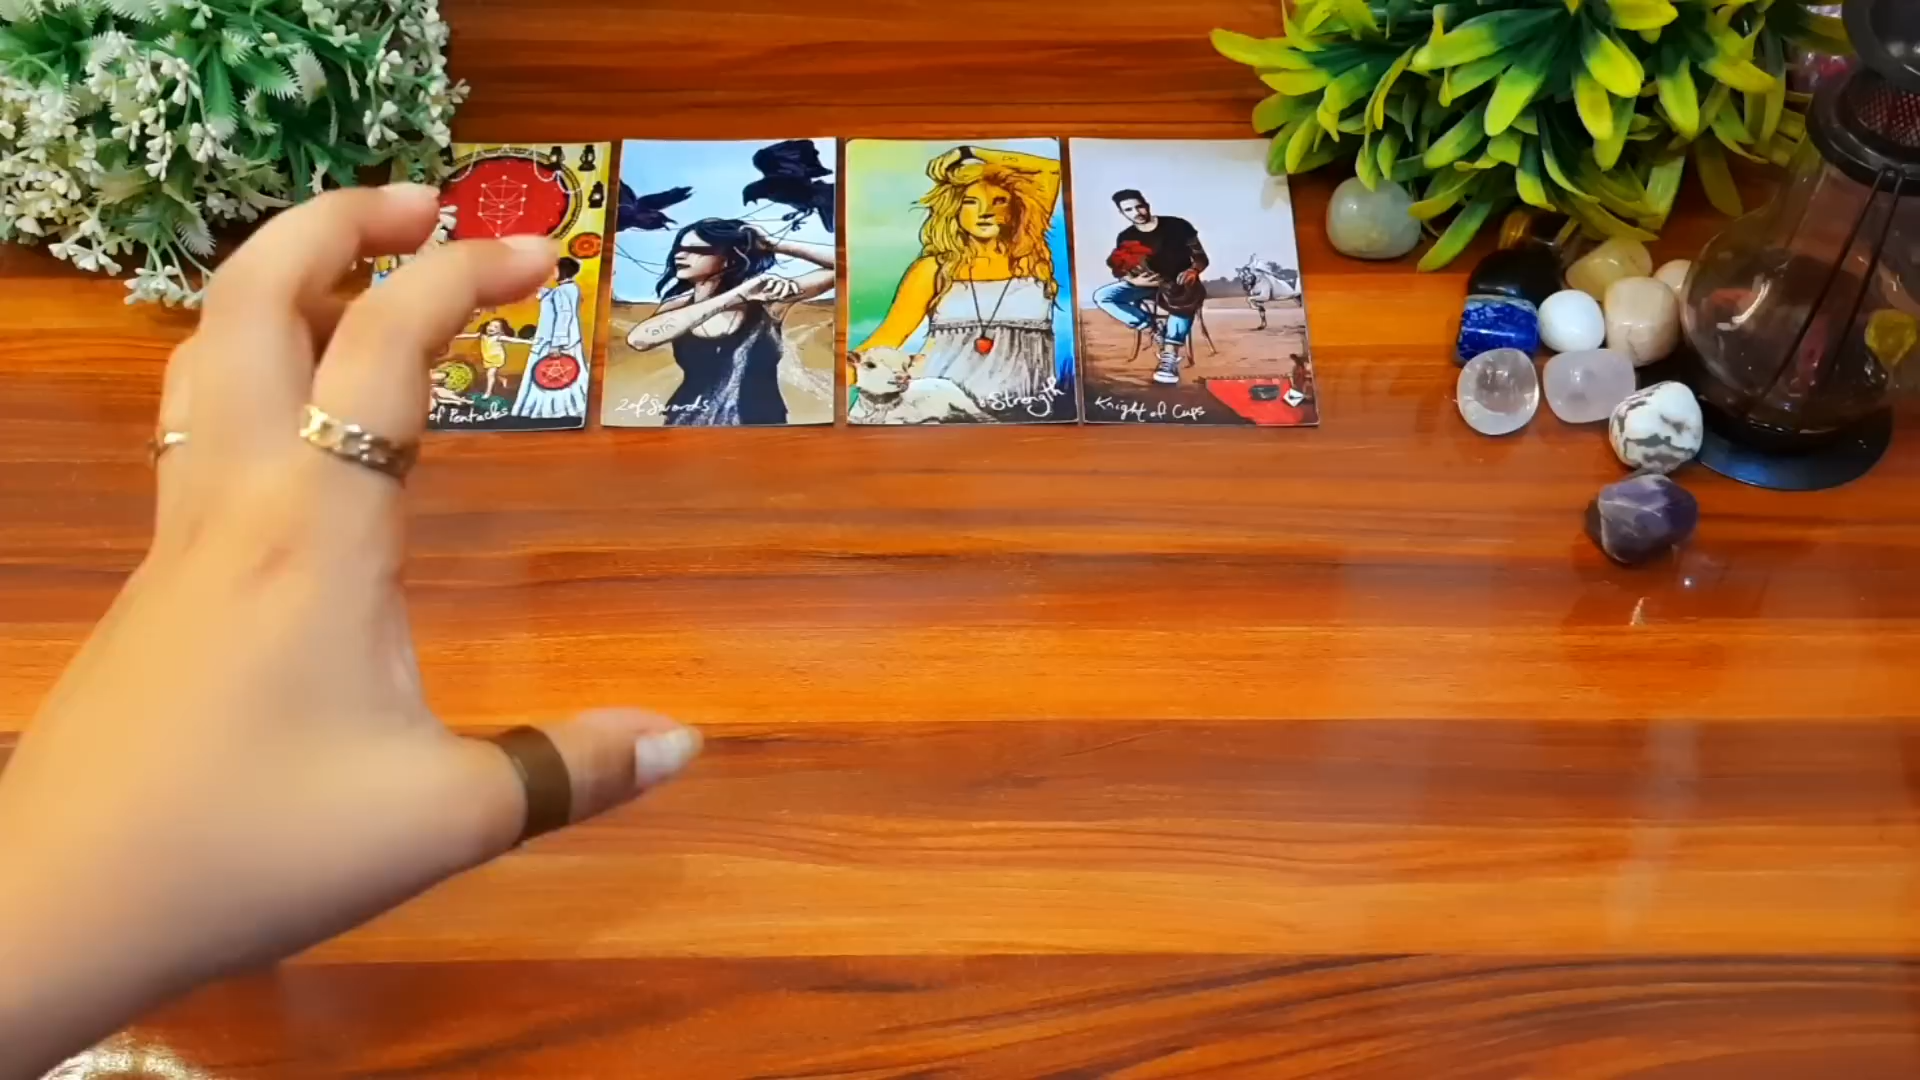 of Pentacles
2 of Swords
Strength
Knight of Cups